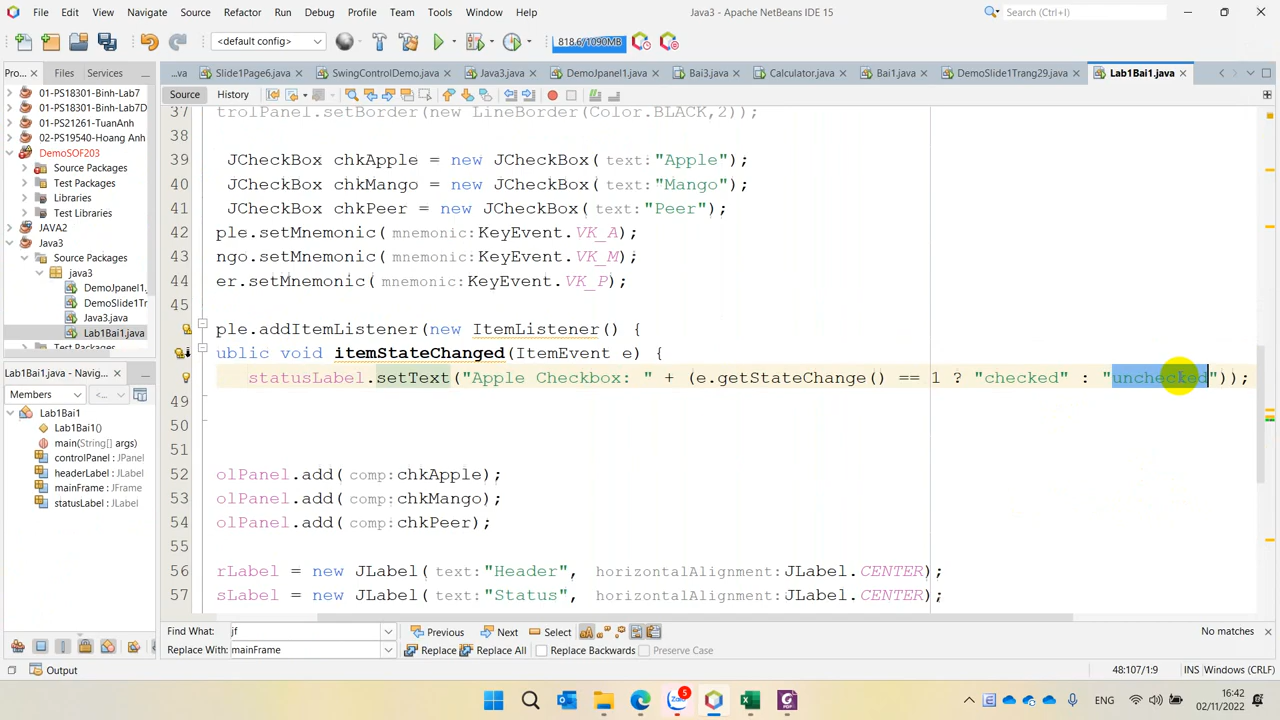 File Edit View Navigate Source Refactor Run Debug Profile Team Tools Window Help
Java3 - Apache NetBeans IDE 15
Search (Ctrl+I)
<default config>
818.6/1090MB
Pro... Files Services
...va Slide1Page6.java SwingControlDemo.java Java3.java DemoJpanel1.java Bai3.java Calculator.java Bai1.java DemoSlide1Trang29.java Lab1Bai1.java
01-PS18301-Binh-Lab7
01-PS18301-Binh-Lab7D
01-PS21261-TuanAnh
02-PS19540-Hoang Anh
DemoSOF203
Source Packages
Test Packages
Libraries
Test Libraries
JAVA2
Java3
Source Packages
java3
DemoJpanel1.
DemoSlide1Tr
Java3.java
Lab1Bai1.java
Test Packages
Lab1Bai1.java - Navig...
Members
Lab1Bai1
Lab1Bai1()
main(String[] args)
controlPanel : JPanel
headerLabel : JLabel
mainFrame : JFrame
statusLabel : JLabel
Source History
37 trolPanel.setBorder(new LineBorder(Color.BLACK,2));
38
39 JCheckBox chkApple = new JCheckBox(text:"Apple");
40 JCheckBox chkMango = new JCheckBox(text:"Mango");
41 JCheckBox chkPeer = new JCheckBox(text:"Peer");
42 ple.setMnemonic(mnemonic:KeyEvent.VK_A);
43 ngo.setMnemonic(mnemonic:KeyEvent.VK_M);
44 er.setMnemonic(mnemonic:KeyEvent.VK_P);
45
ple.addItemListener(new ItemListener() {
ublic void itemStateChanged(ItemEvent e) {
statusLabel.setText("Apple Checkbox: " + (e.getStateChange() == 1 ? "checked" : "unchecked"));
49
50
51
52 olPanel.add(comp:chkApple);
53 olPanel.add(comp:chkMango);
54 olPanel.add(comp:chkPeer);
55
56 rLabel = new JLabel(text:"Header", horizontalAlignment:JLabel.CENTER);
57 sLabel = new JLabel(text:"Status", horizontalAlignment:JLabel.CENTER);
Find What: jf Previous Next Select No matches
Replace With: mainFrame Replace Replace All Replace Backwards Preserve Case
Output
48:107/1:9 INS Windows (CRLF)
5
Zalo
ENG
16:42
02/11/2022